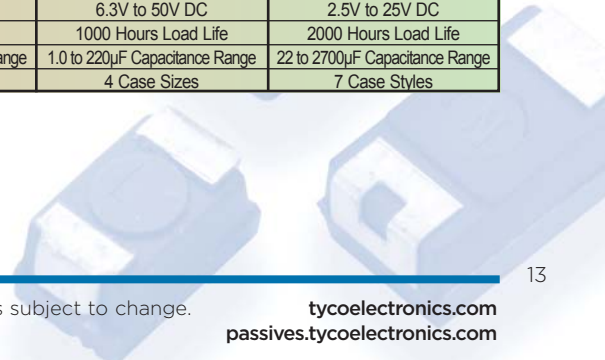 6.3V to 50V DC 2.5V to 25V DC
1000 Hours Load Life 2000 Hours Load Life
1.0 to 220µF Capacitance Range 22 to 2700µF Capacitance Range
4 Case Sizes 7 Case Styles
13
subject to change. tycoelectronics.com
passives.tycoelectronics.com